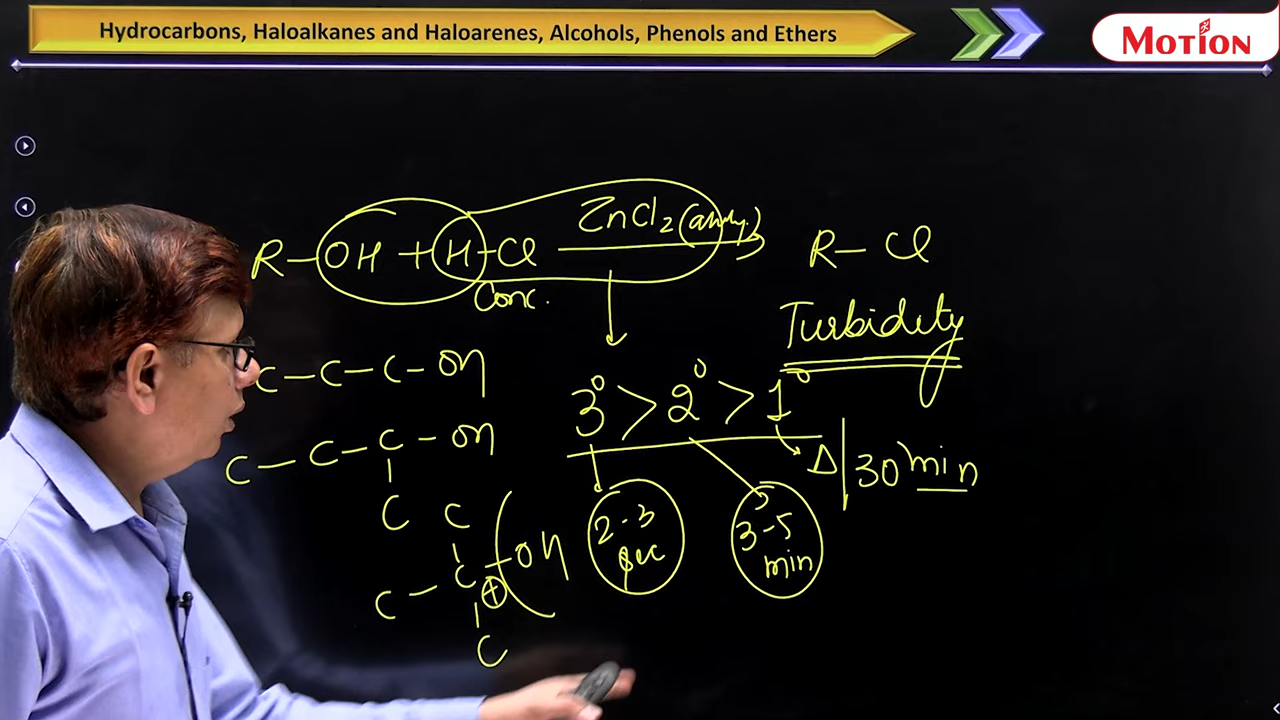 Hydrocarbons, Haloalkanes and Haloarenes, Alcohols, Phenols and Ethers
MOTION
R-OH + H-Cl ZnCl2 (anhy.) R-Cl
Conc.
Turbidity
C-C-C-OH
3° > 2° > 1°
C-C-C-OH
C
Δ/30 min
2-3 sec
3-5 min
C
C-C-OH
⊕
C